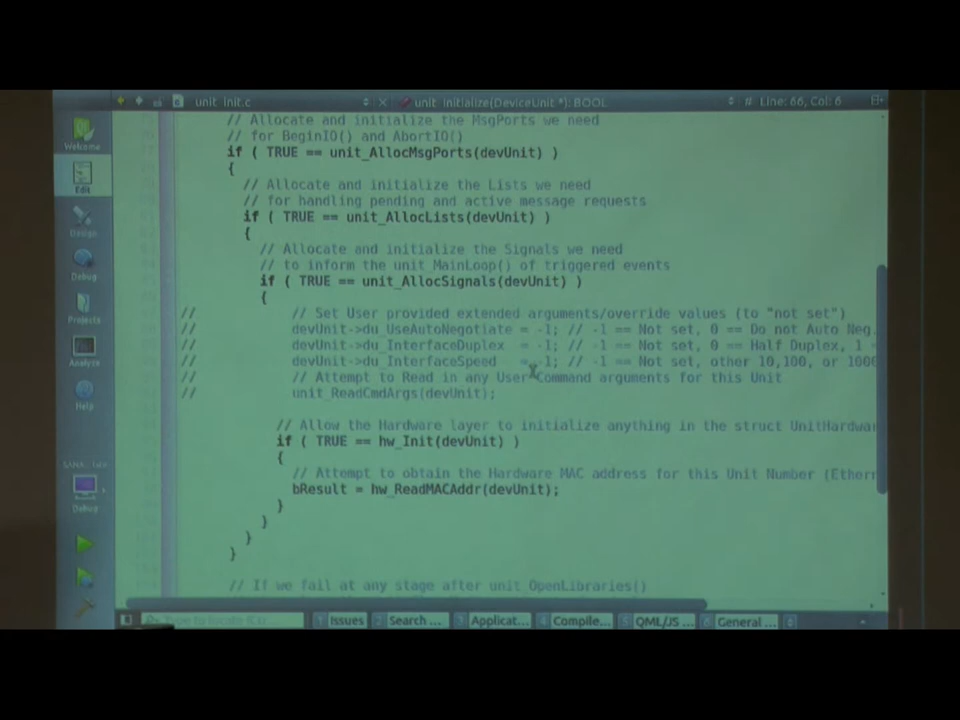 unit_init.c
unit_initialize(DeviceUnit *): BOOL
# Line: 66, Col: 6
// Allocate and initialize the MsgPorts we need
// for BeginIO() and AbortIO()
if ( TRUE == unit_AllocMsgPorts(devUnit) )
{
// Allocate and initialize the Lists we need
// for handling pending and active message requests
if ( TRUE == unit_AllocLists(devUnit) )
{
// Allocate and initialize the Signals we need
// to inform the unit_MainLoop() of triggered events
if ( TRUE == unit_AllocSignals(devUnit) )
{
// // Set User provided extended arguments/override values (to "not set")
// devUnit->du_UseAutoNegotiate = -1; // -1 == Not set, 0 == Do not Auto Neg.
// devUnit->du_InterfaceDuplex = -1; // -1 == Not set, 0 == Half Duplex, 1 =
// devUnit->du_InterfaceSpeed = -1; // -1 == Not set, other 10,100, or 1000
// // Attempt to Read in any User Command arguments for this Unit
// unit_ReadCmdArgs(devUnit);
// Allow the Hardware layer to initialize anything in the struct UnitHardwar
if ( TRUE == hw_Init(devUnit) )
{
// Attempt to obtain the Hardware MAC address for this Unit Number (Ethern
bResult = hw_ReadMACAddr(devUnit);
}
}
}
}
// If we fail at any stage after unit_OpenLibraries()
Welcome
Edit
Design
Debug
Projects
Analyze
Help
Debug
1 Issues
2 Search ...
3 Applicat...
4 Compile...
5 QML/JS ...
6 General ...